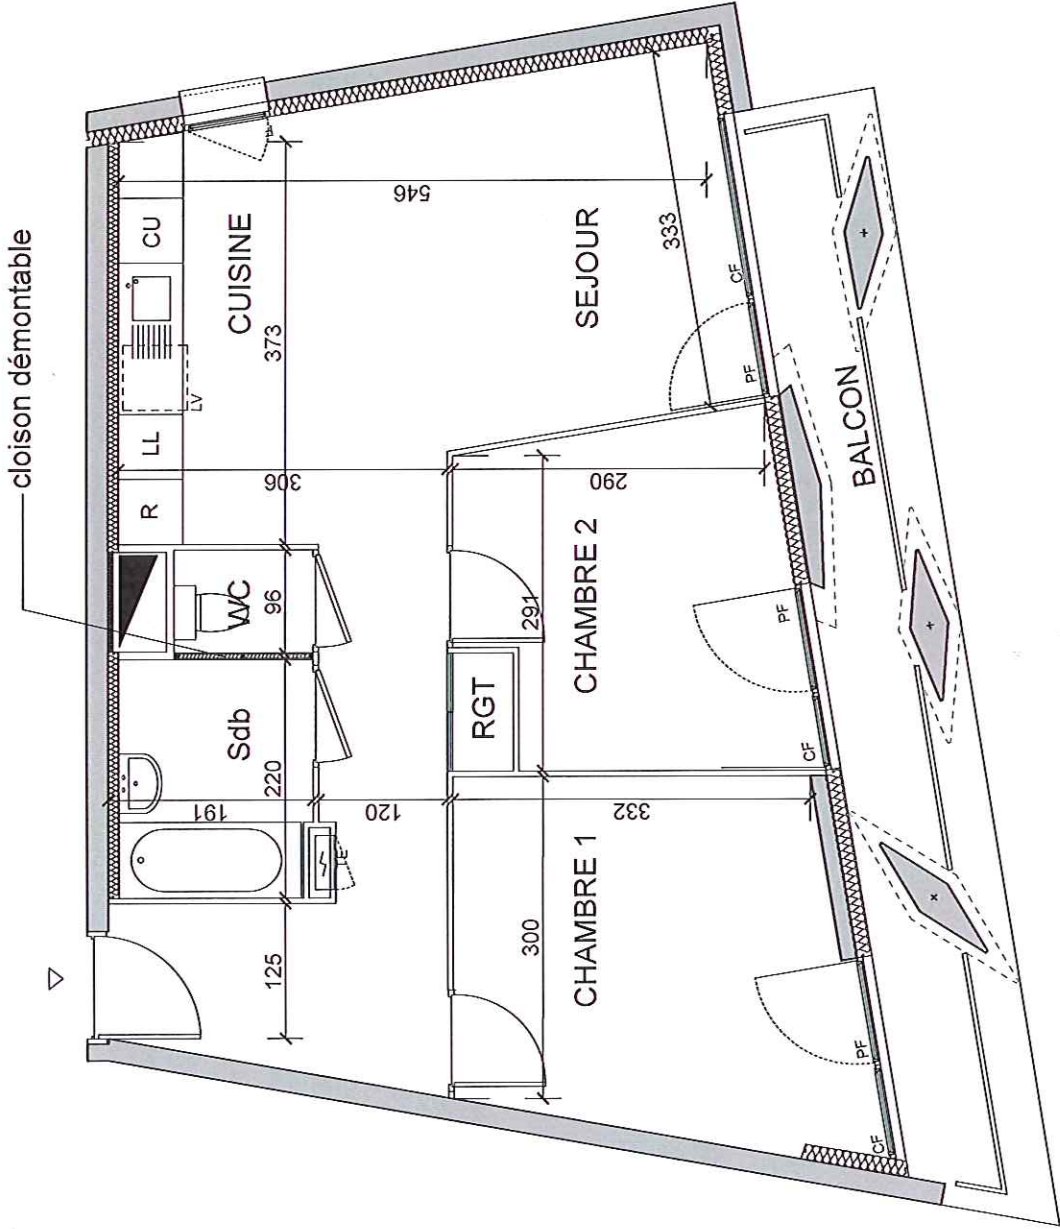 cloison démontable
R
LL
LV
CU
CUISINE
373
546
SEJOUR
333
CF
PF
306
290
WC
96
Sdb
220
191
120
LE
125
RGT
291
CHAMBRE 2
PF
CF
332
CHAMBRE 1
300
PF
CF
BALCON